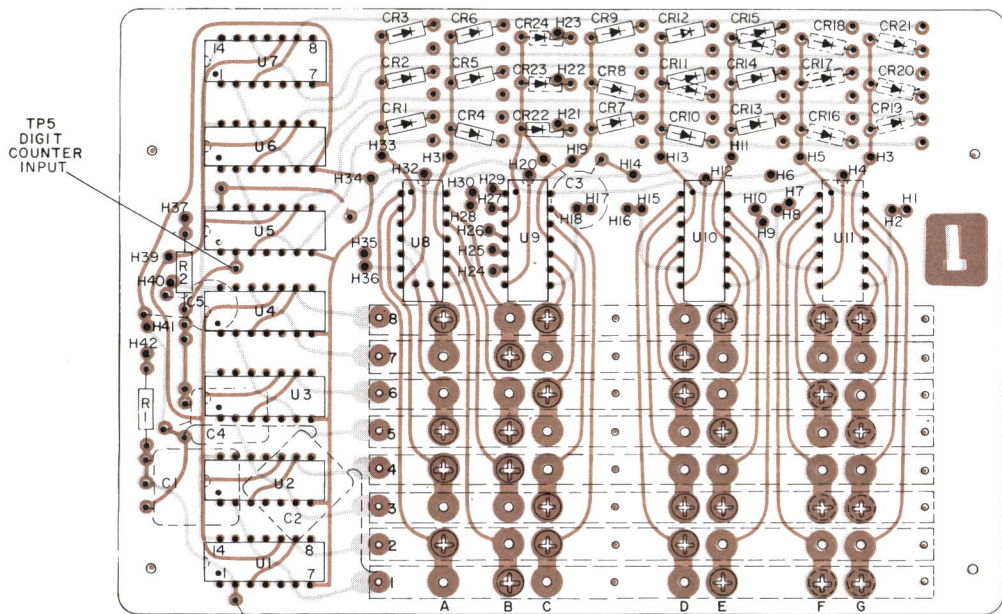 CR3 CR6 CR24 H23 CR9 CR12 CR15 CR18 CR21
14 8
U7
CR2 CR5 CR23 H22 CR8 CR11 CR14 CR17 CR20
1 7
CR1 CR4 CR22 H21 CR7 CR10 CR13 CR16 CR19
TP5
DIGIT
COUNTER
INPUT
U6
H33 H31 H19 H13 H11 H5 H3
H34 H32 H30 H29 H20 C3 H14 H12 H6 H4
H37 H28 H27 H18 H17 H16 H15 H10 H9 H8 H7 H2 H1
U5 U8 H26 U9 U10 U11
H39 H35 H25
H40 R2 H36 H24
C5
U4
H41
H42
8
7
U3 6
R1
C4 5
4
C1 U2
C2 3
14 8 2
U1
1 7 1
A B C D E F G
1